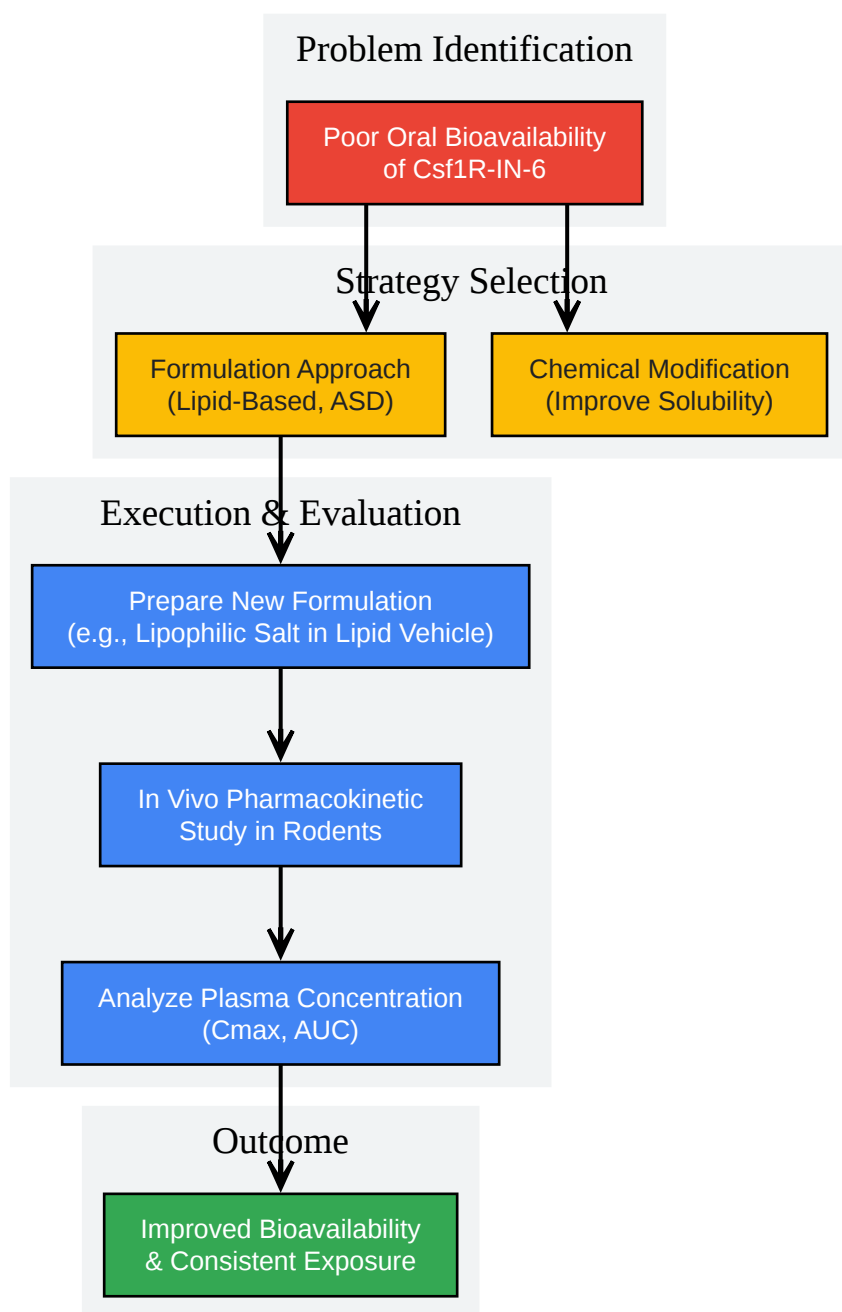 Problem Identification
Poor Oral Bioavailability
of Csf1R-IN-6
Strategy Selection
Formulation Approach
(Lipid-Based, ASD)
Chemical Modification
(Improve Solubility)
Execution & Evaluation
Prepare New Formulation
(e.g., Lipophilic Salt in Lipid Vehicle)
In Vivo Pharmacokinetic
Study in Rodents
Analyze Plasma Concentration
(Cmax, AUC)
Outcome
Improved Bioavailability
& Consistent Exposure